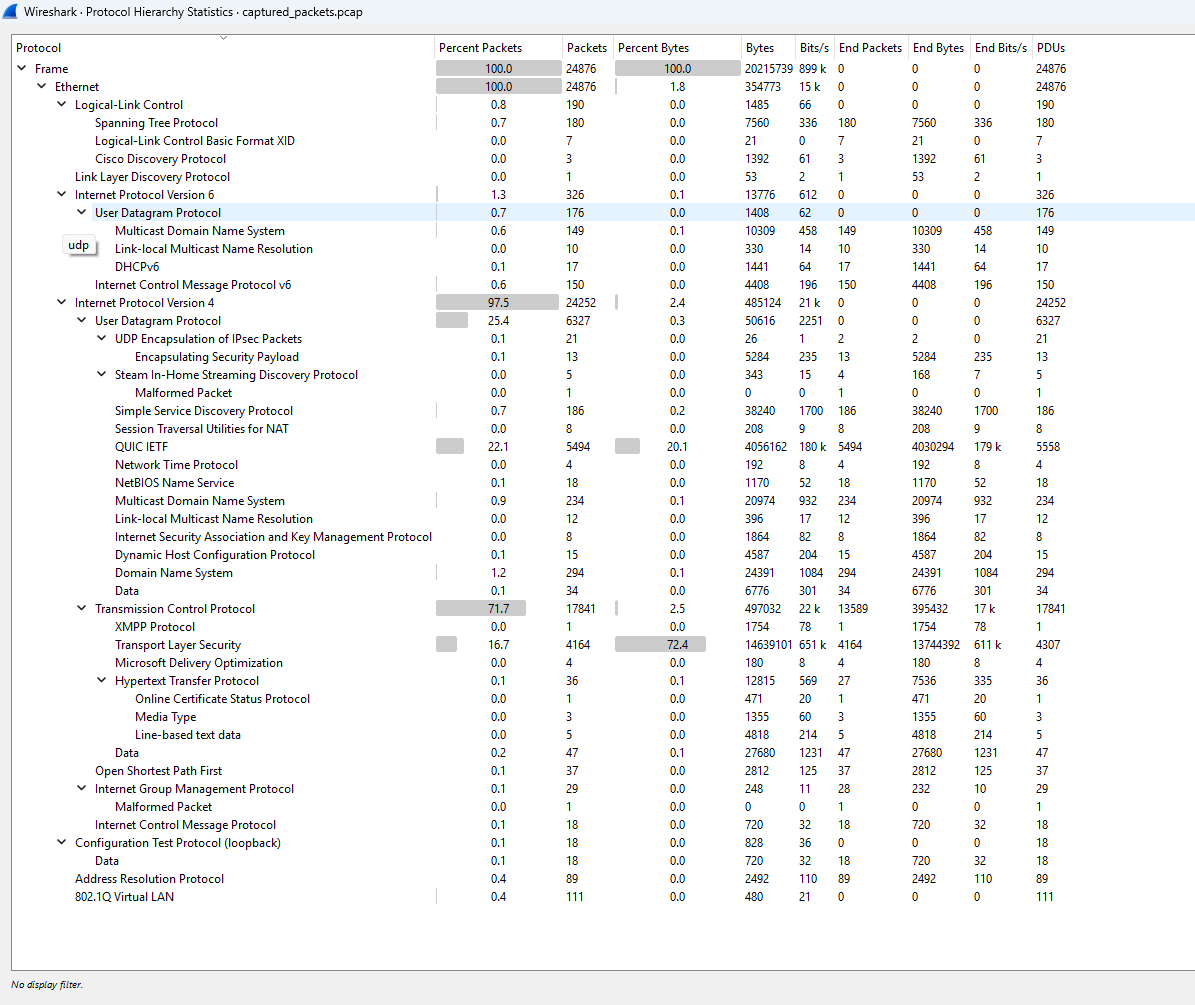 Wireshark · Protocol Hierarchy Statistics · captured_packets.pcap
Protocol Percent Packets Packets Percent Bytes Bytes Bits/s End Packets End Bytes End Bits/s PDUs
Frame 100.0 24876 100.0 20215739 899 k 0 0 0 24876
Ethernet 100.0 24876 1.8 354773 15 k 0 0 0 24876
Logical-Link Control 0.8 190 0.0 1485 66 0 0 0 190
Spanning Tree Protocol 0.7 180 0.0 7560 336 180 7560 336 180
Logical-Link Control Basic Format XID 0.0 7 0.0 21 0 7 21 0 7
Cisco Discovery Protocol 0.0 3 0.0 1392 61 3 1392 61 3
Link Layer Discovery Protocol 0.0 1 0.0 53 2 1 53 2 1
Internet Protocol Version 6 1.3 326 0.1 13776 612 0 0 0 326
User Datagram Protocol 0.7 176 0.0 1408 62 0 0 0 176
Multicast Domain Name System 0.6 149 0.1 10309 458 149 10309 458 149
udp
Link-local Multicast Name Resolution 0.0 10 0.0 330 14 10 330 14 10
DHCPv6 0.1 17 0.0 1441 64 17 1441 64 17
Internet Control Message Protocol v6 0.6 150 0.0 4408 196 150 4408 196 150
Internet Protocol Version 4 97.5 24252 2.4 485124 21 k 0 0 0 24252
User Datagram Protocol 25.4 6327 0.3 50616 2251 0 0 0 6327
UDP Encapsulation of IPsec Packets 0.1 21 0.0 26 1 2 2 0 21
Encapsulating Security Payload 0.1 13 0.0 5284 235 13 5284 235 13
Steam In-Home Streaming Discovery Protocol 0.0 5 0.0 343 15 4 168 7 5
Malformed Packet 0.0 1 0.0 0 0 1 0 0 1
Simple Service Discovery Protocol 0.7 186 0.2 38240 1700 186 38240 1700 186
Session Traversal Utilities for NAT 0.0 8 0.0 208 9 8 208 9 8
QUIC IETF 22.1 5494 20.1 4056162 180 k 5494 4030294 179 k 5558
Network Time Protocol 0.0 4 0.0 192 8 4 192 8 4
NetBIOS Name Service 0.1 18 0.0 1170 52 18 1170 52 18
Multicast Domain Name System 0.9 234 0.1 20974 932 234 20974 932 234
Link-local Multicast Name Resolution 0.0 12 0.0 396 17 12 396 17 12
Internet Security Association and Key Management Protocol 0.0 8 0.0 1864 82 8 1864 82 8
Dynamic Host Configuration Protocol 0.1 15 0.0 4587 204 15 4587 204 15
Domain Name System 1.2 294 0.1 24391 1084 294 24391 1084 294
Data 0.1 34 0.0 6776 301 34 6776 301 34
Transmission Control Protocol 71.7 17841 2.5 497032 22 k 13589 395432 17 k 17841
XMPP Protocol 0.0 1 0.0 1754 78 1 1754 78 1
Transport Layer Security 16.7 4164 72.4 14639101 651 k 4164 13744392 611 k 4307
Microsoft Delivery Optimization 0.0 4 0.0 180 8 4 180 8 4
Hypertext Transfer Protocol 0.1 36 0.1 12815 569 27 7536 335 36
Online Certificate Status Protocol 0.0 1 0.0 471 20 1 471 20 1
Media Type 0.0 3 0.0 1355 60 3 1355 60 3
Line-based text data 0.0 5 0.0 4818 214 5 4818 214 5
Data 0.2 47 0.1 27680 1231 47 27680 1231 47
Open Shortest Path First 0.1 37 0.0 2812 125 37 2812 125 37
Internet Group Management Protocol 0.1 29 0.0 248 11 28 232 10 29
Malformed Packet 0.0 1 0.0 0 0 1 0 0 1
Internet Control Message Protocol 0.1 18 0.0 720 32 18 720 32 18
Configuration Test Protocol (loopback) 0.1 18 0.0 828 36 0 0 0 18
Data 0.1 18 0.0 720 32 18 720 32 18
Address Resolution Protocol 0.4 89 0.0 2492 110 89 2492 110 89
802.1Q Virtual LAN 0.4 111 0.0 480 21 0 0 0 111
No display filter.